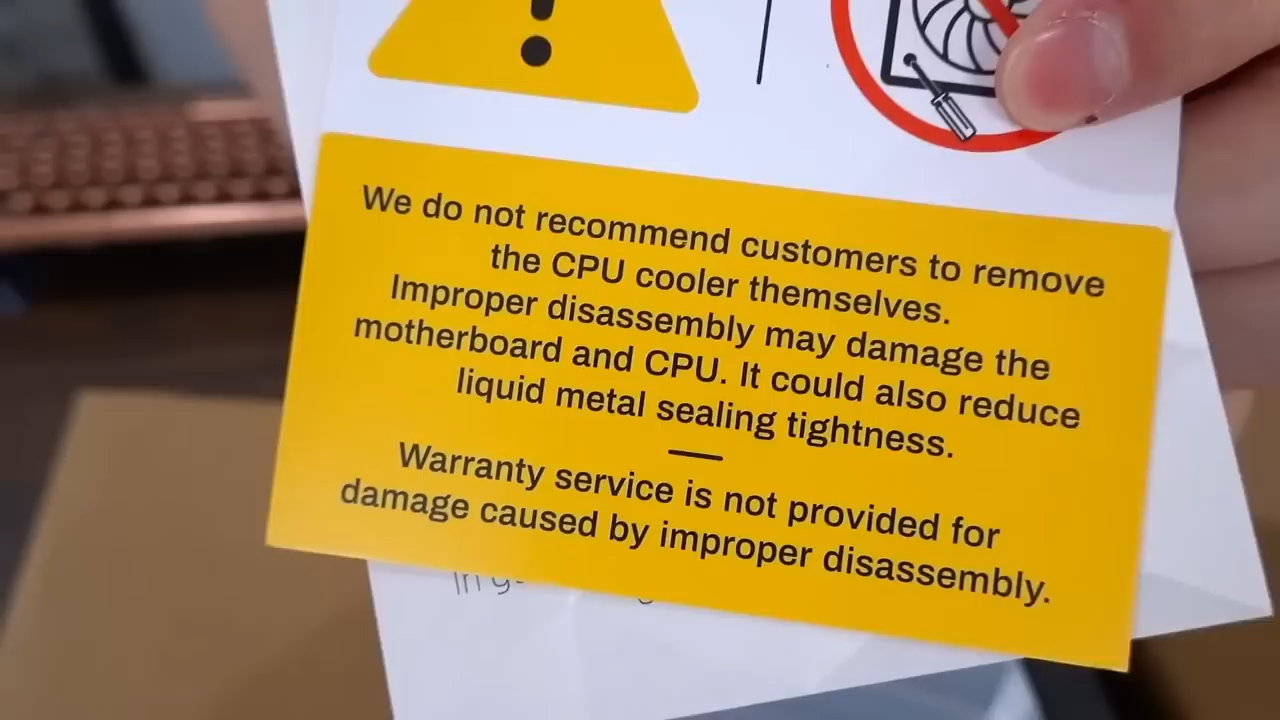 We do not recommend customers to remove
the CPU cooler themselves.
Improper disassembly may damage the
motherboard and CPU. It could also reduce
liquid metal sealing tightness.
Warranty service is not provided for
damage caused by improper disassembly.